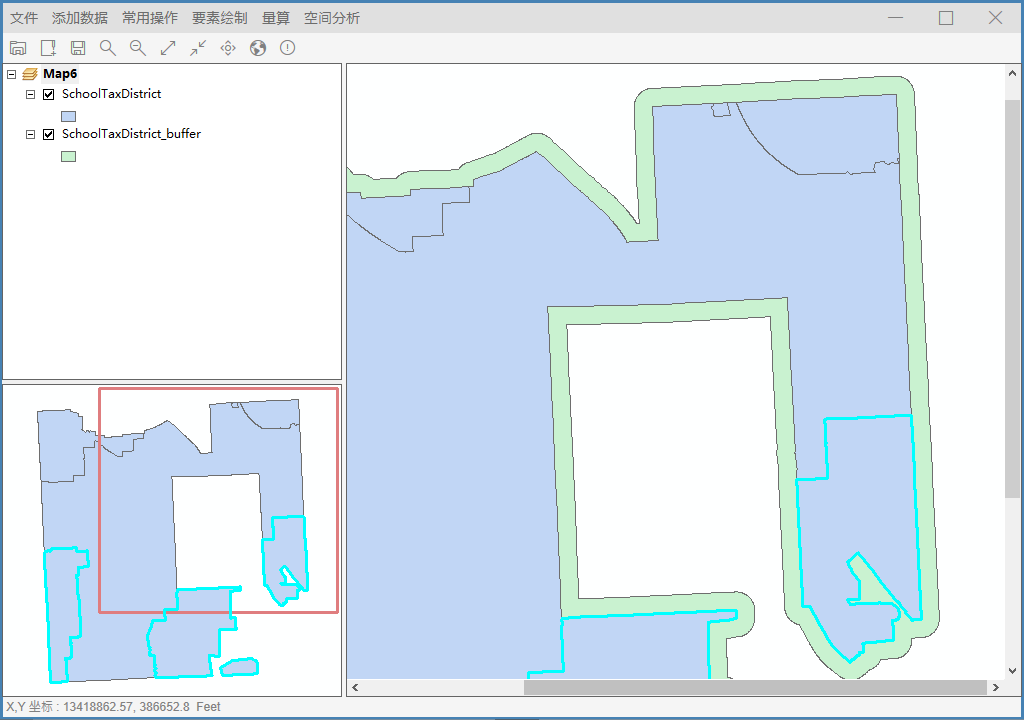 文件 添加数据 常用操作 要素绘制 量算 空间分析
Map6
SchoolTaxDistrict
SchoolTaxDistrict_buffer
X,Y 坐标 : 13418862.57, 386652.8 Feet